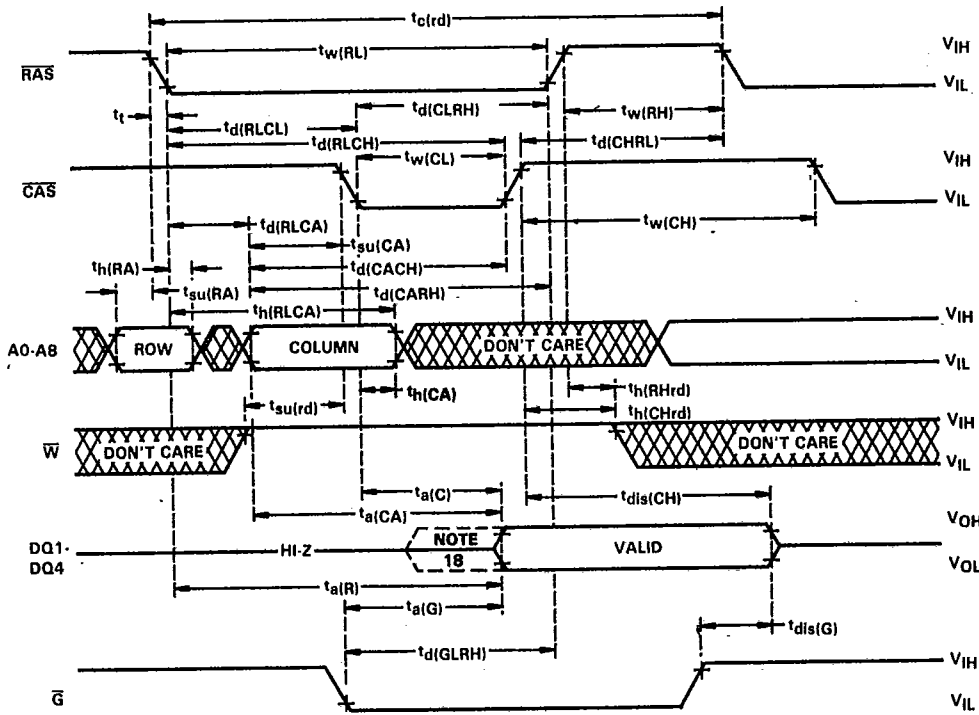 tc(rd)
tw(RL)
VIH
RAS
VIL
td(CLRH)
tw(RH)
tt
td(RLCL)
td(RLCH)
td(CHRL)
tw(CL)
VIH
CAS
VIL
tw(CH)
td(RLCA)
tsu(CA)
th(RA)
td(CACH)
tsu(RA)
td(CARH)
th(RLCA)
VIH
A0-A8
ROW
COLUMN
DON'T CARE
VIL
th(RHrd)
th(CA)
tsu(rd)
th(CHrd)
VIH
W
DON'T CARE
DON'T CARE
VIL
ta(C)
tdis(CH)
ta(CA)
VOH
NOTE
DQ1-
HI-Z
VALID
DQ4
18
VOL
ta(R)
ta(G)
tdis(G)
td(GLRH)
VIH
G
VIL